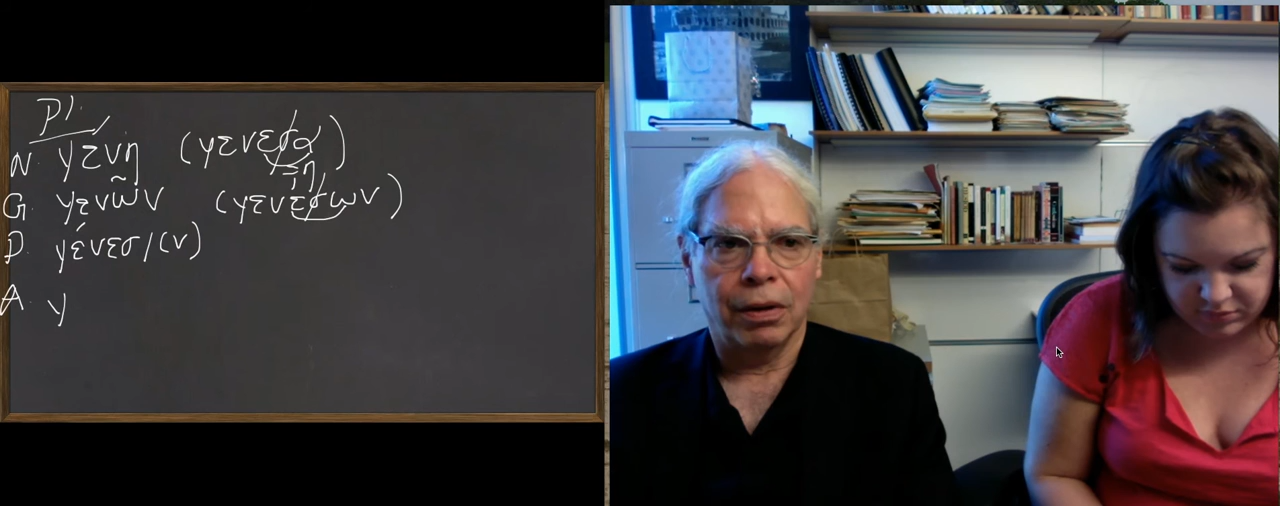 Pl.
N. γένη (γενεσα) = η
G. γενῶν (γενεσων)
D. γένεσι(ν)
A. γ